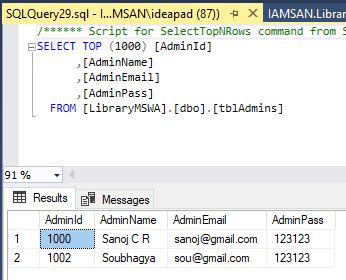 SQLQuery29.sql - I...MSAN\ideapad (87))
IAMSAN.Library
/****** Script for SelectTopNRows command from S
SELECT TOP (1000) [AdminId]
,[AdminName]
,[AdminEmail]
,[AdminPass]
FROM [LibraryMSWA].[dbo].[tblAdmins]
91 %
Results Messages
AdminId AdminName AdminEmail AdminPass
1 1000 Sanoj C R sanoj@gmail.com 123123
2 1002 Soubhagya sou@gmail.com 123123